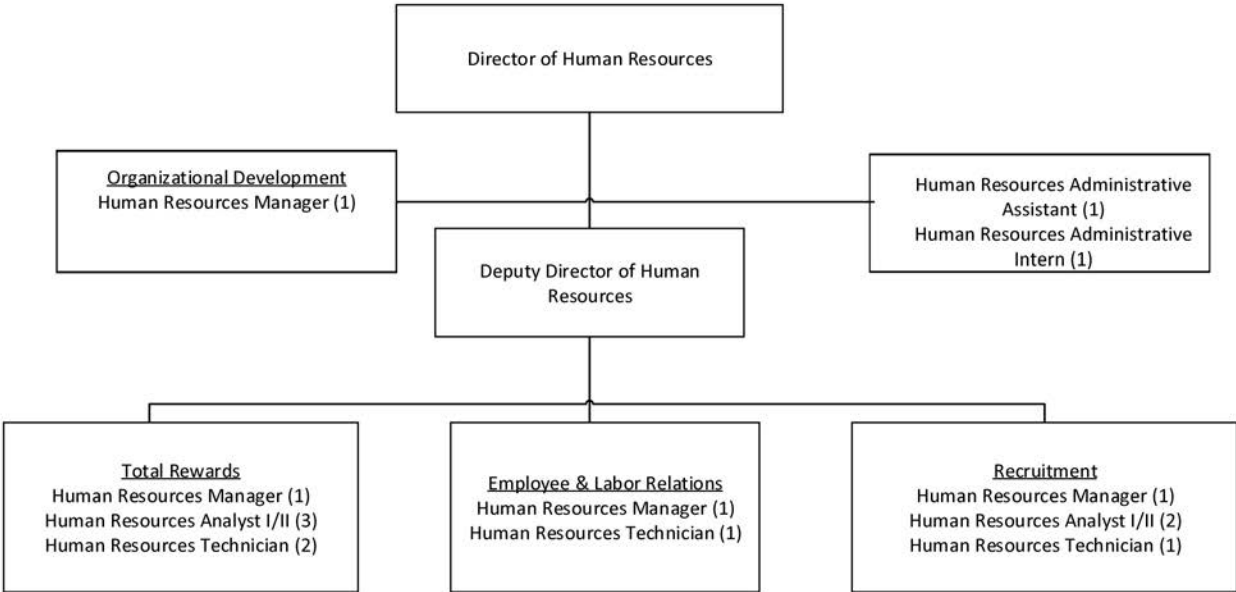 Director of Human Resources
Organizational Development
Human Resources Manager (1)
Human Resources Administrative
Assistant (1)
Human Resources Administrative
Intern (1)
Deputy Director of Human
Resources
Total Rewards
Human Resources Manager (1)
Human Resources Analyst I/II (3)
Human Resources Technician (2)
Employee & Labor Relations
Human Resources Manager (1)
Human Resources Technician (1)
Recruitment
Human Resources Manager (1)
Human Resources Analyst I/II (2)
Human Resources Technician (1)